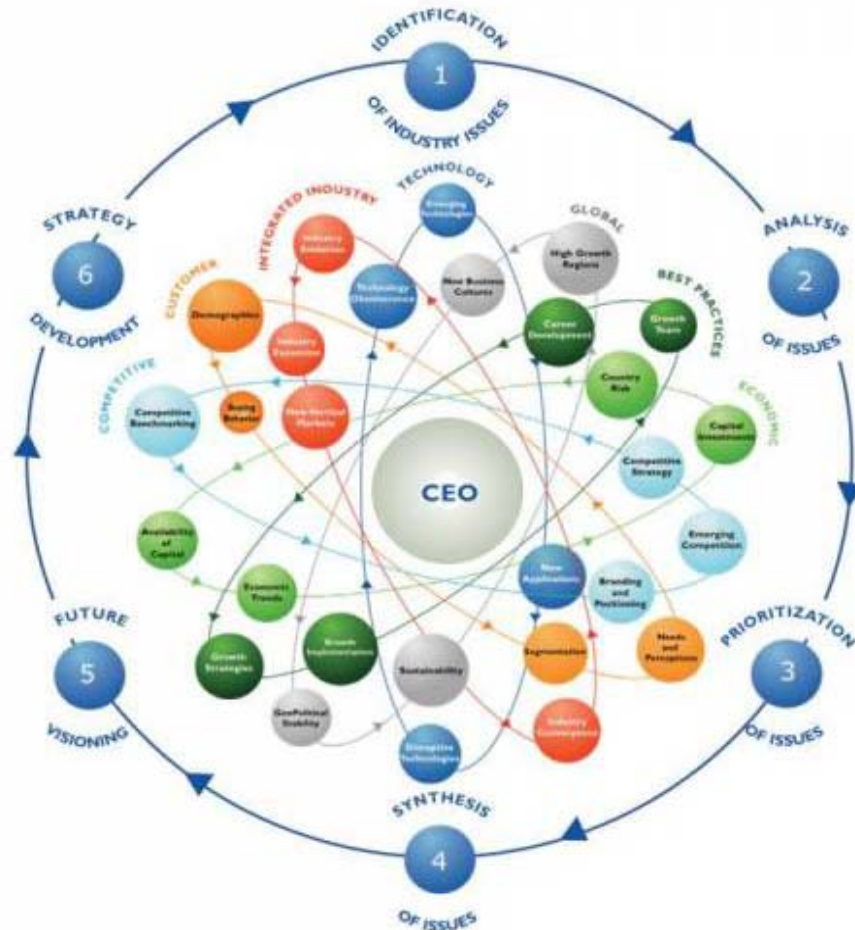 IDENTIFICATION
1
OF INDUSTRY ISSUES
ANALYSIS
2
OF ISSUES
PRIORITIZATION
3
OF ISSUES
SYNTHESIS
4
OF ISSUES
FUTURE
5
VISIONING
STRATEGY
6
DEVELOPMENT
TECHNOLOGY
Emerging
Technologies
Technology
Obsolescence
New
Applications
Disruptive
Technologies
INTEGRATED INDUSTRY
Industry
Evolution
Industry
Expansion
New Vertical
Markets
Industry
Convergence
GLOBAL
High Growth
Regions
New Business
Cultures
Sustainability
GeoPolitical
Stability
BEST PRACTICES
Career
Development
Growth
Team
Growth
Strategies
Growth
Implementation
CUSTOMER
Demographics
Buying
Behavior
Segmentation
Needs
and
Perceptions
COMPETITIVE
Competitive
Benchmarking
Competitive
Strategy
Emerging
Competition
Branding
and
Positioning
ECONOMIC
Country
Risk
Capital
Investments
Availability
of
Capital
Economic
Trends
CEO